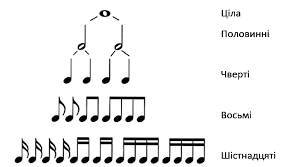 Ціла
Половинні
Чверті
Восьмі
Шістнадцяті